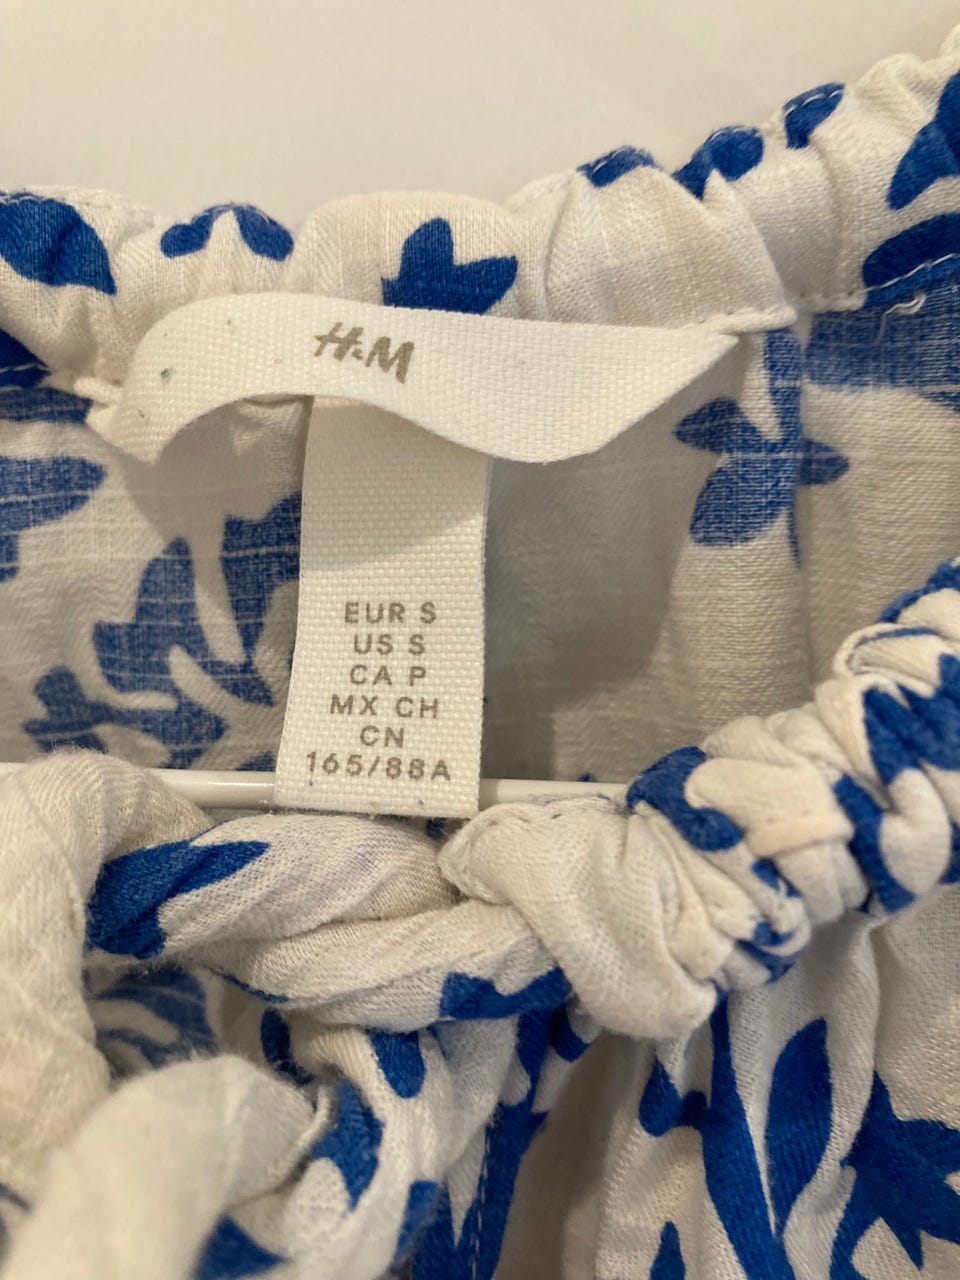 H&M
EUR S
US S
CA P
MX CH
CN
165/88A